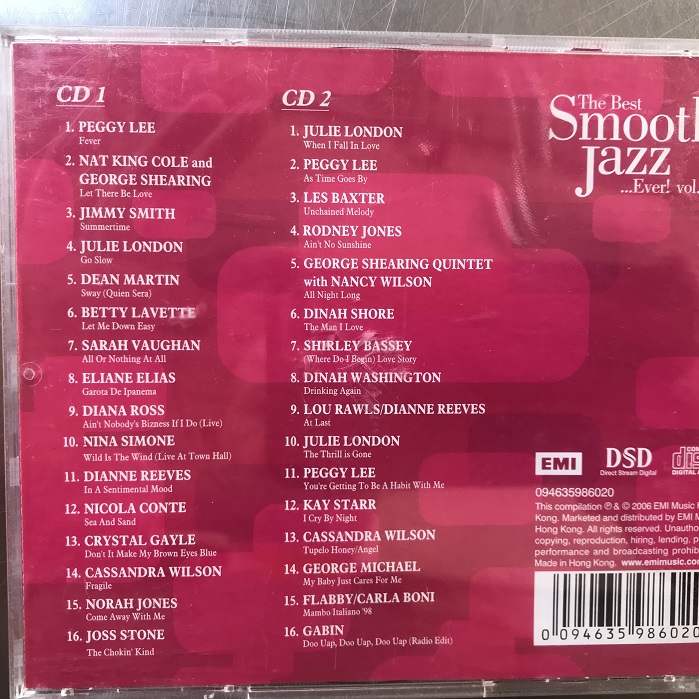 CD 1
1. PEGGY LEE
Fever
2. NAT KING COLE and
GEORGE SHEARING
Let There Be Love
3. JIMMY SMITH
Summertime
4. JULIE LONDON
Go Slow
5. DEAN MARTIN
Sway (Quien Sera)
6. BETTY LAVETTE
Let Me Down Easy
7. SARAH VAUGHAN
All Or Nothing At All
8. ELIANE ELIAS
Garota De Ipanema
9. DIANA ROSS
Ain't Nobody's Bizness If I Do (Live)
10. NINA SIMONE
Wild Is The Wind (Live At Town Hall)
11. DIANNE REEVES
In A Sentimental Mood
12. NICOLA CONTE
Sea And Sand
13. CRYSTAL GAYLE
Don't It Make My Brown Eyes Blue
14. CASSANDRA WILSON
Fragile
15. NORAH JONES
Come Away With Me
16. JOSS STONE
The Chokin' Kind
CD 2
1. JULIE LONDON
When I Fall In Love
2. PEGGY LEE
As Time Goes By
3. LES BAXTER
Unchained Melody
4. RODNEY JONES
Ain't No Sunshine
5. GEORGE SHEARING QUINTET
with NANCY WILSON
All Night Long
6. DINAH SHORE
The Man I Love
7. SHIRLEY BASSEY
(Where Do I Begin) Love Story
8. DINAH WASHINGTON
Drinking Again
9. LOU RAWLS/DIANNE REEVES
At Last
10. JULIE LONDON
The Thrill is Gone
11. PEGGY LEE
You're Getting To Be A Habit With Me
12. KAY STARR
I Cry By Night
13. CASSANDRA WILSON
Tupelo Honey/Angel
14. GEORGE MICHAEL
My Baby Just Cares For Me
15. FLABBY/CARLA BONI
Mambo Italiano '98
16. GABIN
Doo Uap, Doo Uap, Doo Uap (Radio Edit)
The Best
Smooth
Jazz
...Ever! vol.
EMI
DSD
Direct Stream Digital
COM
disc
DIGITAL A
094635986020
This compilation ℗ & © 2006 EMI Music
Kong. Marketed and distributed by EMI M
Hong Kong. All rights reserved. Unautho
copying, reproduction, hiring, lending, p
performance and broadcasting prohib
Made in Hong Kong. www.emimusic.com
0 094635 98602